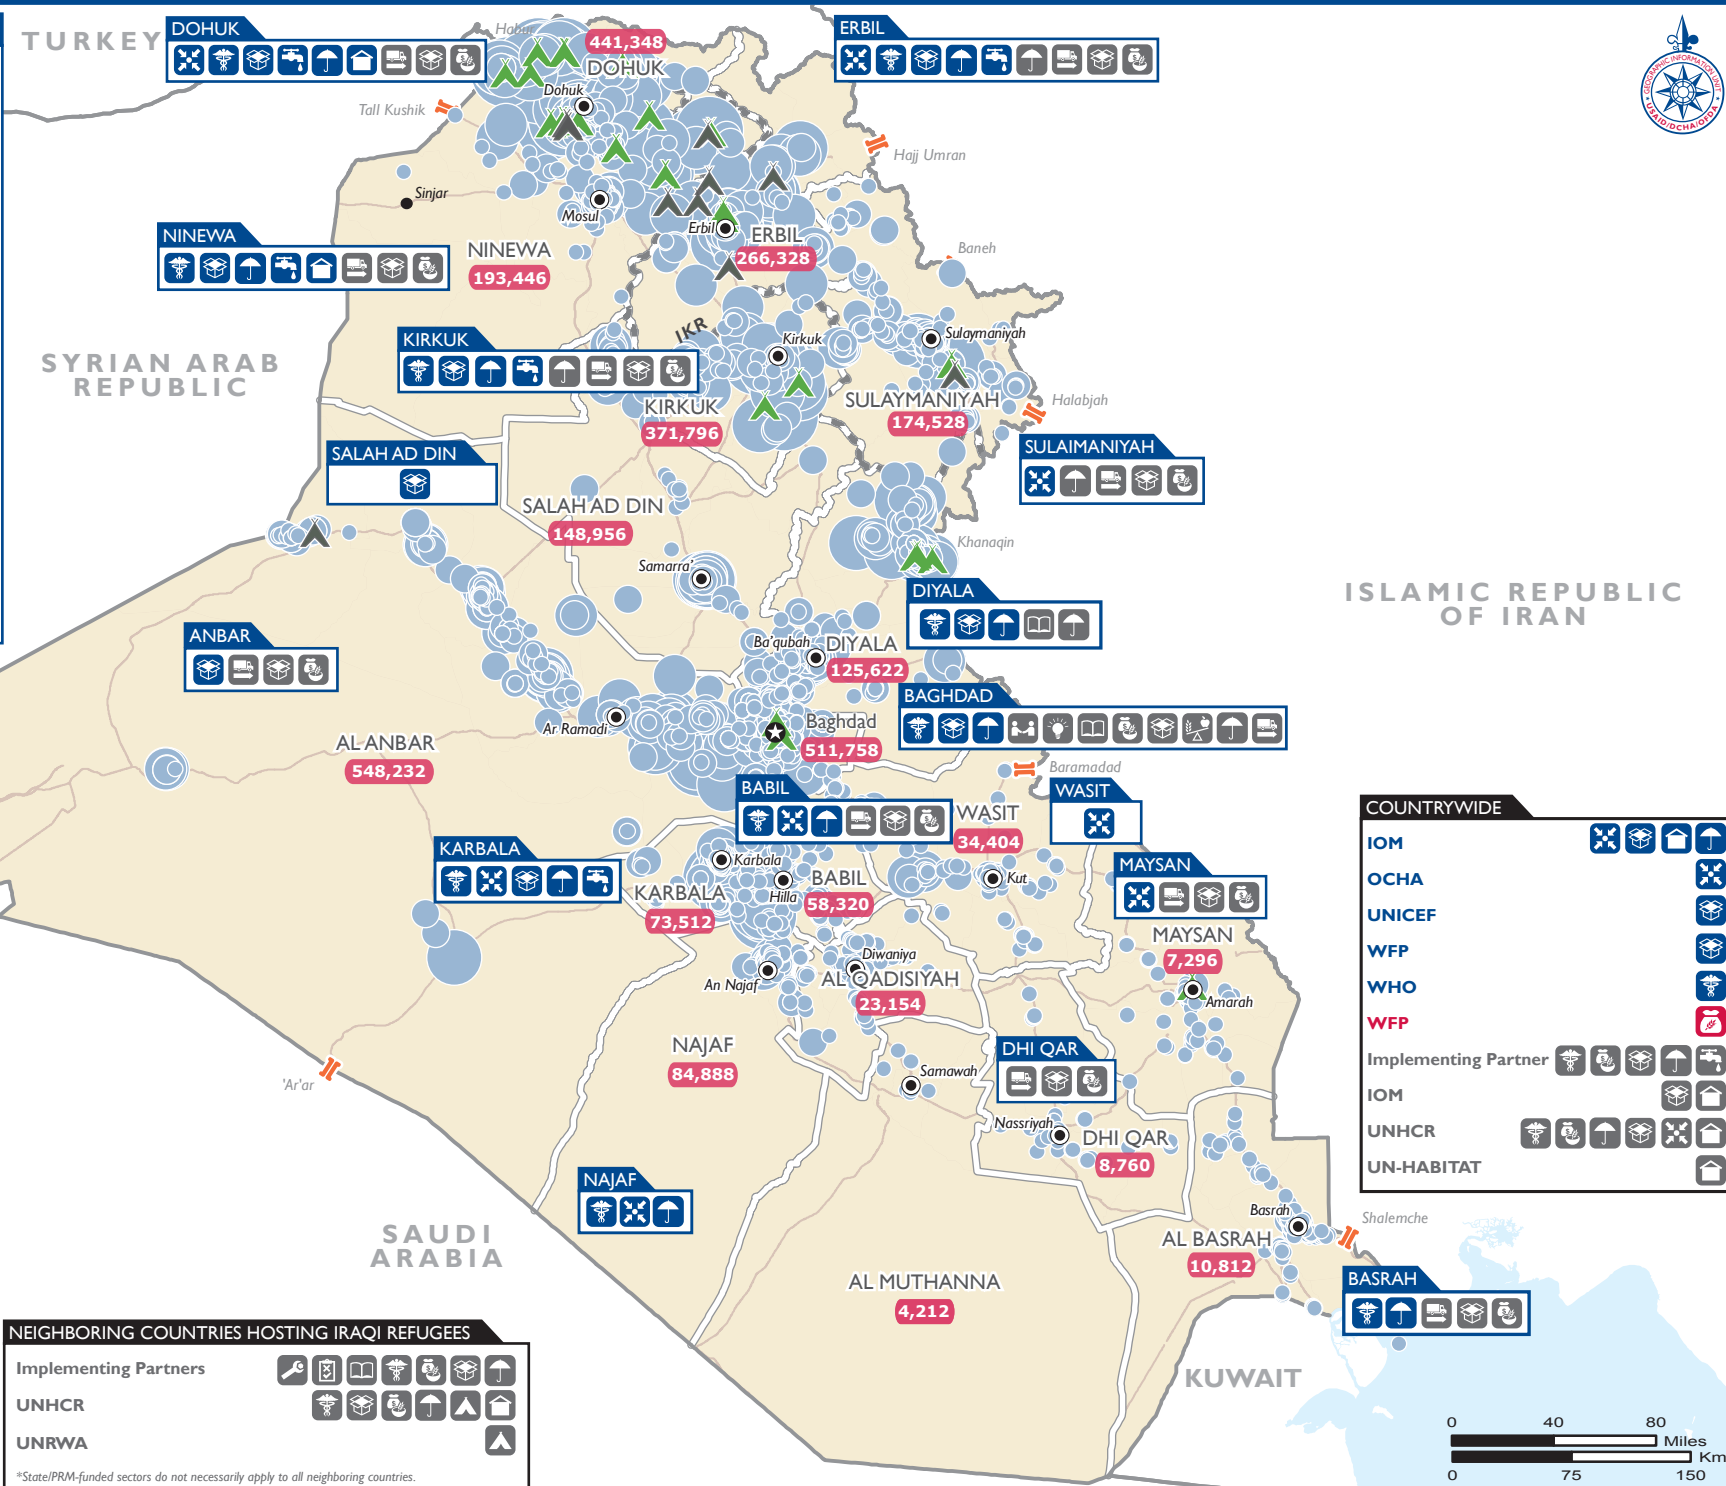 TURKEY
DOHUK
Habur
441,348
DOHUK
Dohuk
ERBIL
GEOGRAPHIC INFORMATION UNIT
USAID/DCHA/OFDA
Tall Kushik
Hajj Umran
Sinjar
Mosul
NINEWA
NINEWA
193,446
Erbil
ERBIL
266,328
Baneh
IKR
Kirkuk
Sulaymaniyah
SYRIAN ARAB
REPUBLIC
KIRKUK
KIRKUK
371,796
SULAYMANIYAH
174,528
Halabjah
SULAIMANIYAH
SALAH AD DIN
SALAH AD DIN
148,956
Samarra'
Khanaqin
ISLAMIC REPUBLIC
OF IRAN
DIYALA
ANBAR
Ba'qubah
DIYALA
125,622
BAGHDAD
Ar Ramadi
Baghdad
511,758
AL ANBAR
548,232
Baramadad
BABIL
WASIT
34,404
WASIT
KARBALA
Karbala
KARBALA
73,512
Hilla
BABIL
58,320
Kut
MAYSAN
MAYSAN
7,296
Amarah
An Najaf
Diwaniya
AL QADISIYAH
23,154
NAJAF
84,888
Samawah
DHI QAR
Nassriyah
DHI QAR
8,760
'Ar'ar
NAJAF
SAUDI
ARABIA
AL MUTHANNA
4,212
Basrah
AL BASRAH
10,812
Shalemche
BASRAH
KUWAIT
COUNTRYWIDE
IOM
OCHA
UNICEF
WFP
WHO
WFP
Implementing Partner
IOM
UNHCR
UN-HABITAT
NEIGHBORING COUNTRIES HOSTING IRAQI REFUGEES
Implementing Partners
UNHCR
UNRWA
*State/PRM-funded sectors do not necessarily apply to all neighboring countries.
0 40 80
Miles
Km
0 75 150